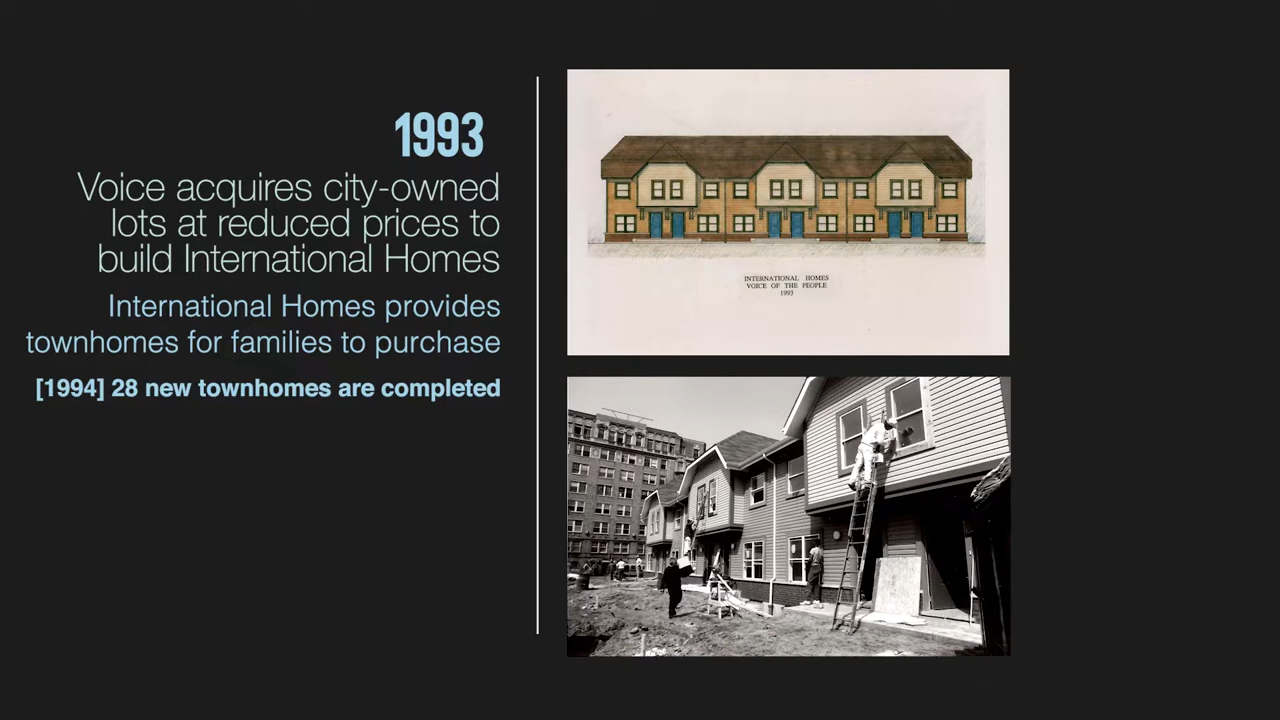 1993
Voice acquires city-owned
lots at reduced prices to
build International Homes
International Homes provides
townhomes for families to purchase
[1994] 28 new townhomes are completed
INTERNATIONAL HOMES
VOICE OF THE PEOPLE
1993